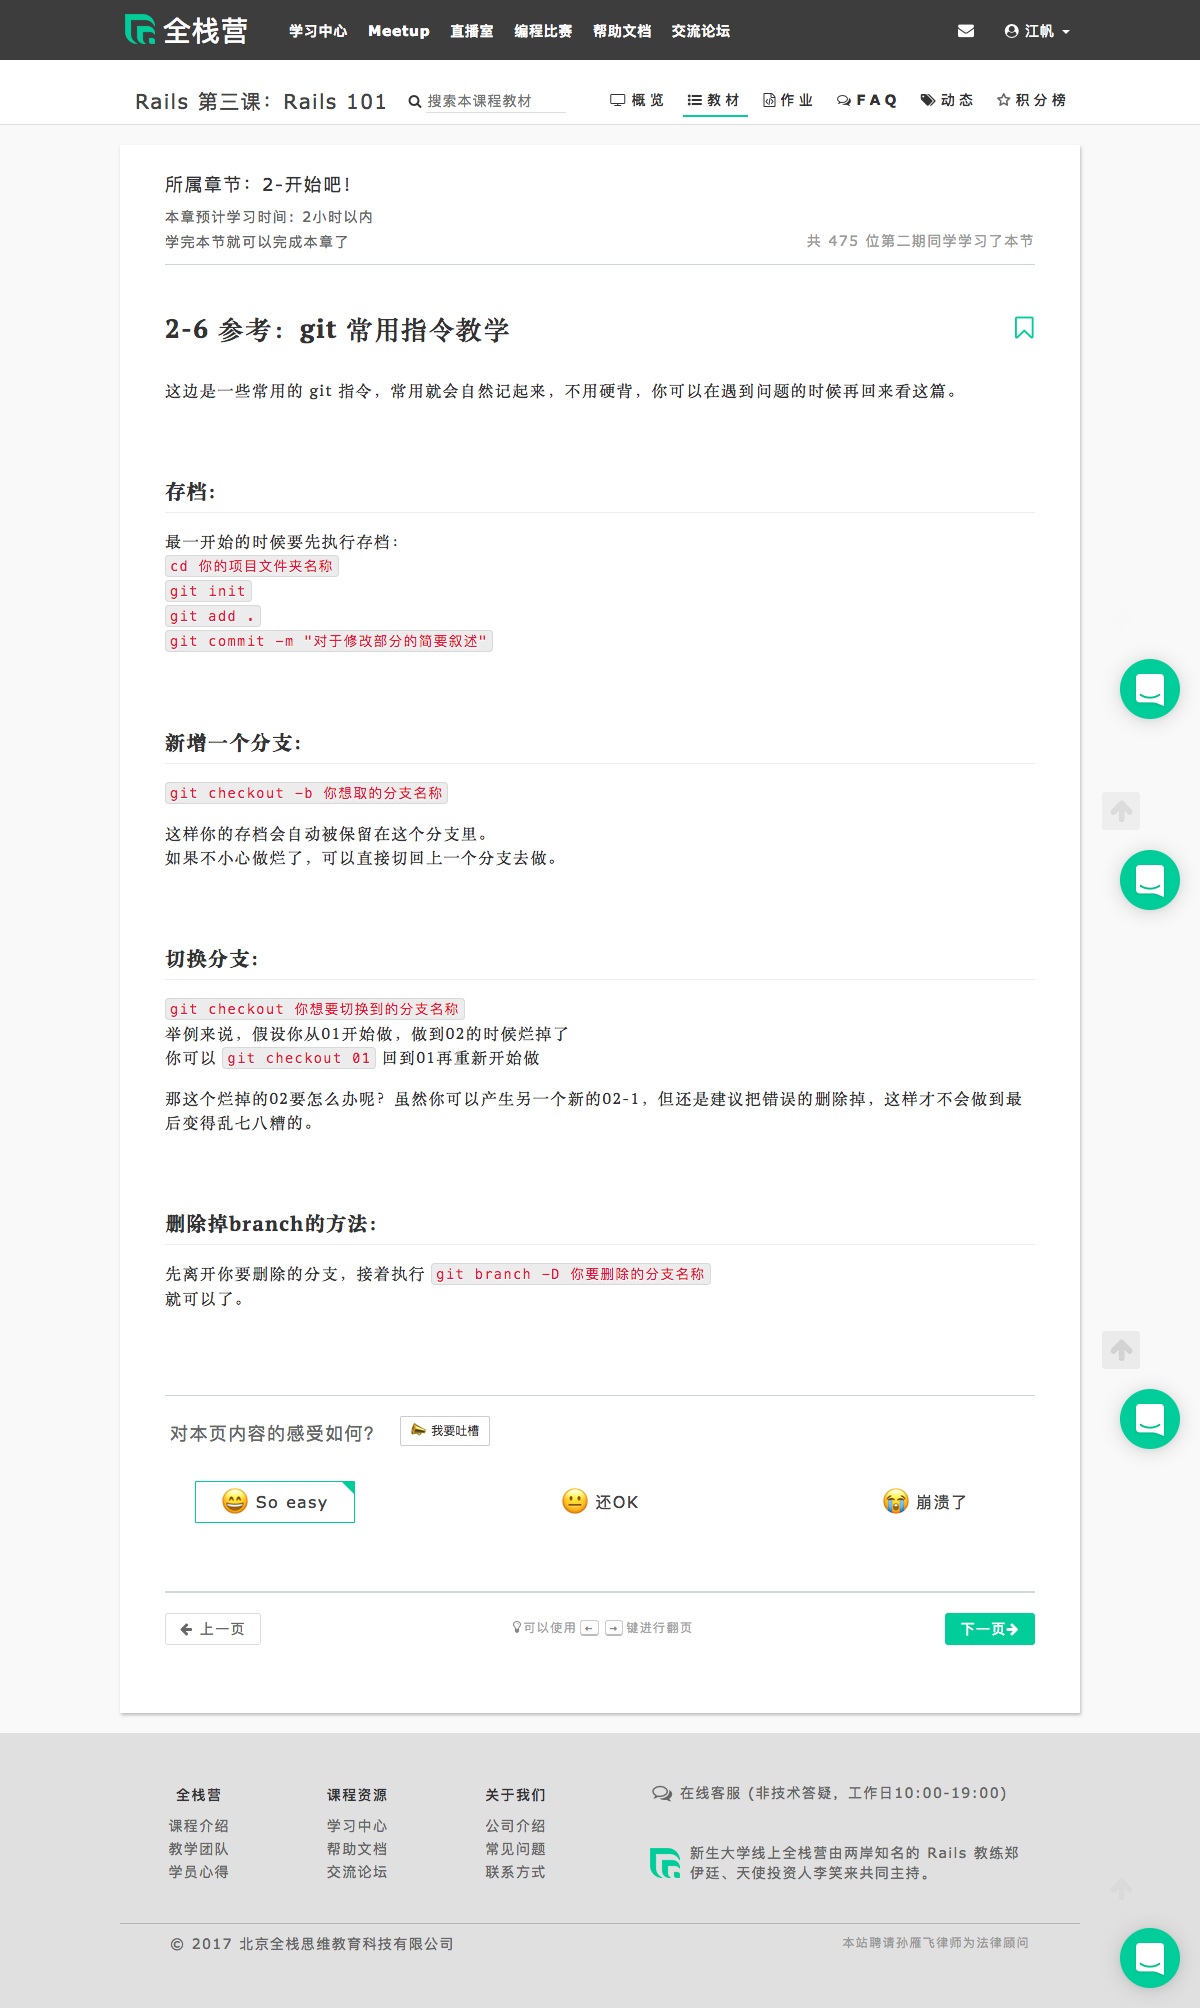 全栈营 学习中心 Meetup 直播室 编程比赛 帮助文档 交流论坛 江帆
Rails 第三课：Rails 101 搜索本课程教材 概览 教材 作业 FAQ 动态 积分榜
所属章节：2-开始吧！
本章预计学习时间：2小时以内
学完本节就可以完成本章了 共 475 位第二期同学学习了本节
2-6 参考：git 常用指令教学
这边是一些常用的 git 指令，常用就会自然记起来，不用硬背，你可以在遇到问题的时候再回来看这篇。
存档：
最一开始的时候要先执行存档：
cd 你的项目文件夹名称
git init
git add .
git commit -m "对于修改部分的简要叙述"
新增一个分支：
git checkout -b 你想取的分支名称
这样你的存档会自动被保留在这个分支里。
如果不小心做烂了，可以直接切回上一个分支去做。
切换分支：
git checkout 你想要切换到的分支名称
举例来说，假设你从01开始做，做到02的时候烂掉了
你可以 git checkout 01 回到01再重新开始做
那这个烂掉的02要怎么办呢？虽然你可以产生另一个新的02-1，但还是建议把错误的删除掉，这样才不会做到最
后变得乱七八糟的。
删除掉branch的方法：
先离开你要删除的分支，接着执行 git branch -D 你要删除的分支名称
就可以了。
对本页内容的感受如何？ 我要吐槽
So easy 还OK 崩溃了
上一页 可以使用 ← → 键进行翻页 下一页
全栈营 课程资源 关于我们 在线客服 (非技术答疑，工作日10:00-19:00)
课程介绍 学习中心 公司介绍
教学团队 帮助文档 常见问题
学员心得 交流论坛 联系方式
新生大学线上全栈营由两岸知名的 Rails 教练郑
伊廷、天使投资人李笑来共同主持。
© 2017 北京全栈思维教育科技有限公司 本站聘请孙雁飞律师为法律顾问